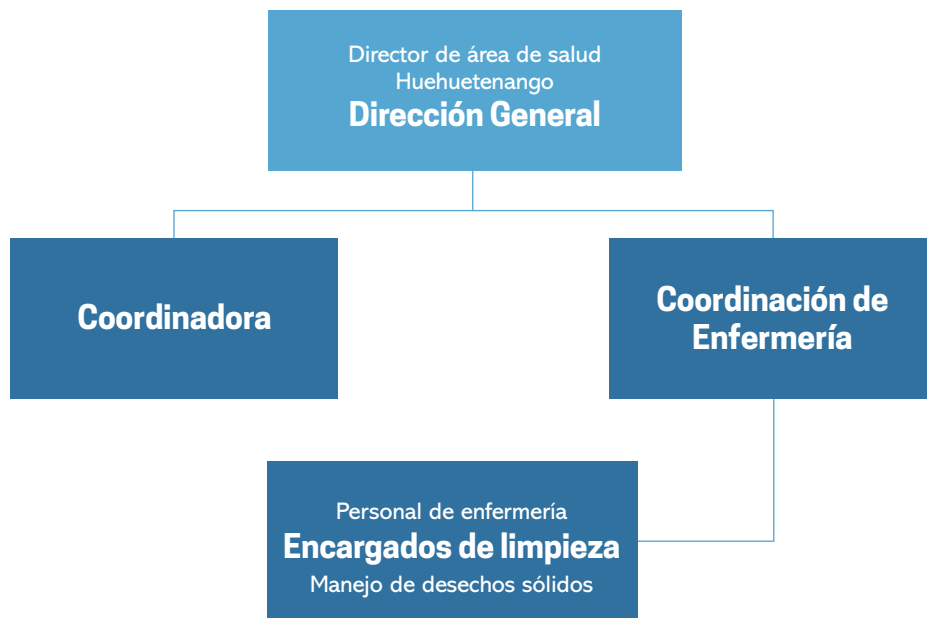 Director de área de salud
Huehuetenango
Dirección General
Coordinadora
Coordinación de
Enfermería
Personal de enfermería
Encargados de limpieza
Manejo de desechos sólidos